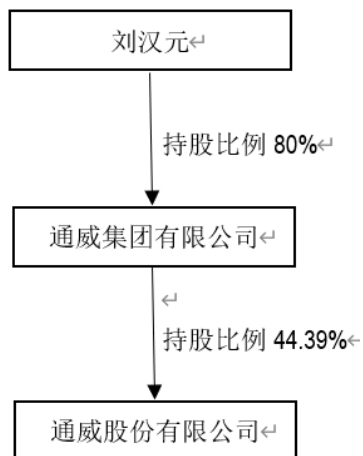 刘汉元↵
持股比例 80%↵
通威集团有限公司↵
↵
持股比例 44.39%↵
通威股份有限公司↵